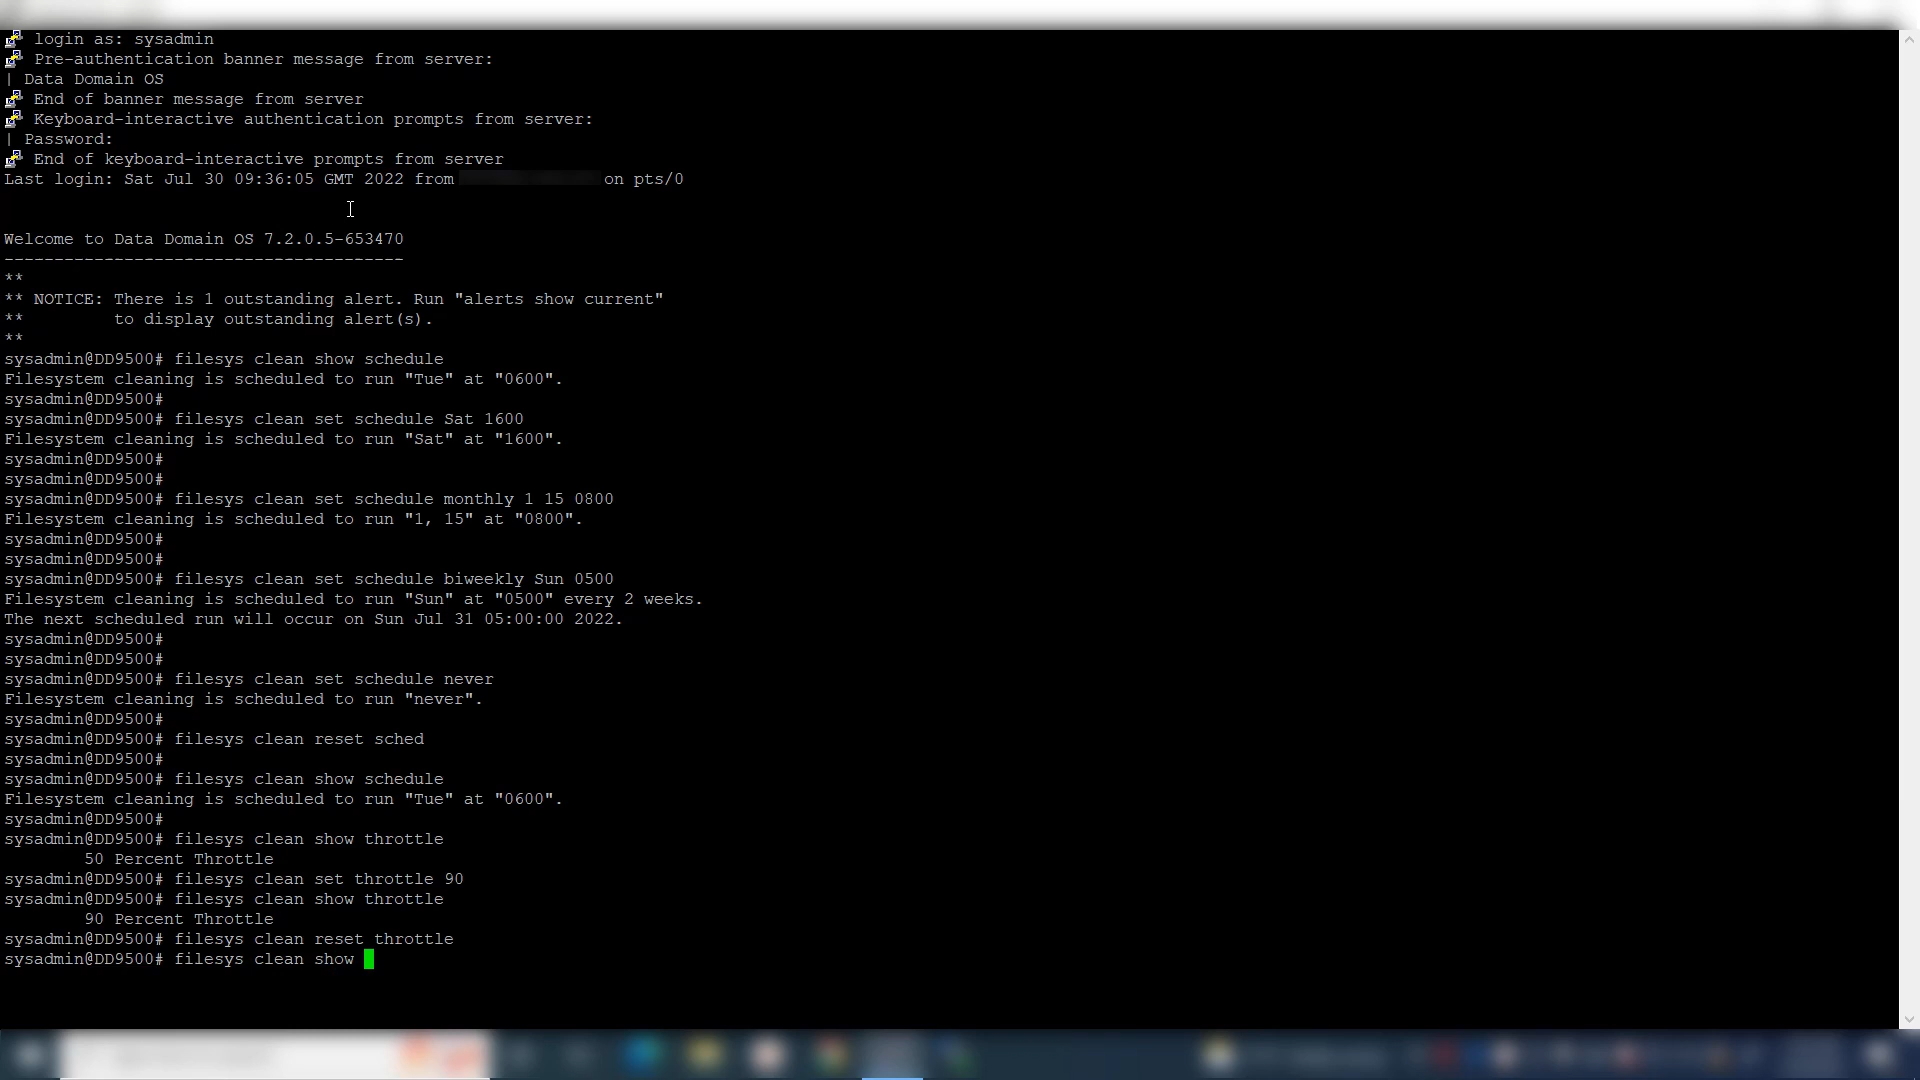 login as: sysadmin
Pre-authentication banner message from server:
| Data Domain OS
End of banner message from server
Keyboard-interactive authentication prompts from server:
| Password:
End of keyboard-interactive prompts from server
Last login: Sat Jul 30 09:36:05 GMT 2022 from on pts/0
Welcome to Data Domain OS 7.2.0.5-653470
----------------------------------------
**
** NOTICE: There is 1 outstanding alert. Run "alerts show current"
**         to display outstanding alert(s).
**
sysadmin@DD9500# filesys clean show schedule
Filesystem cleaning is scheduled to run "Tue" at "0600".
sysadmin@DD9500#
sysadmin@DD9500# filesys clean set schedule Sat 1600
Filesystem cleaning is scheduled to run "Sat" at "1600".
sysadmin@DD9500#
sysadmin@DD9500#
sysadmin@DD9500# filesys clean set schedule monthly 1 15 0800
Filesystem cleaning is scheduled to run "1, 15" at "0800".
sysadmin@DD9500#
sysadmin@DD9500#
sysadmin@DD9500# filesys clean set schedule biweekly Sun 0500
Filesystem cleaning is scheduled to run "Sun" at "0500" every 2 weeks.
The next scheduled run will occur on Sun Jul 31 05:00:00 2022.
sysadmin@DD9500#
sysadmin@DD9500#
sysadmin@DD9500# filesys clean set schedule never
Filesystem cleaning is scheduled to run "never".
sysadmin@DD9500#
sysadmin@DD9500# filesys clean reset sched
sysadmin@DD9500#
sysadmin@DD9500# filesys clean show schedule
Filesystem cleaning is scheduled to run "Tue" at "0600".
sysadmin@DD9500#
sysadmin@DD9500# filesys clean show throttle
        50 Percent Throttle
sysadmin@DD9500# filesys clean set throttle 90
sysadmin@DD9500# filesys clean show throttle
        90 Percent Throttle
sysadmin@DD9500# filesys clean reset throttle
sysadmin@DD9500# filesys clean show